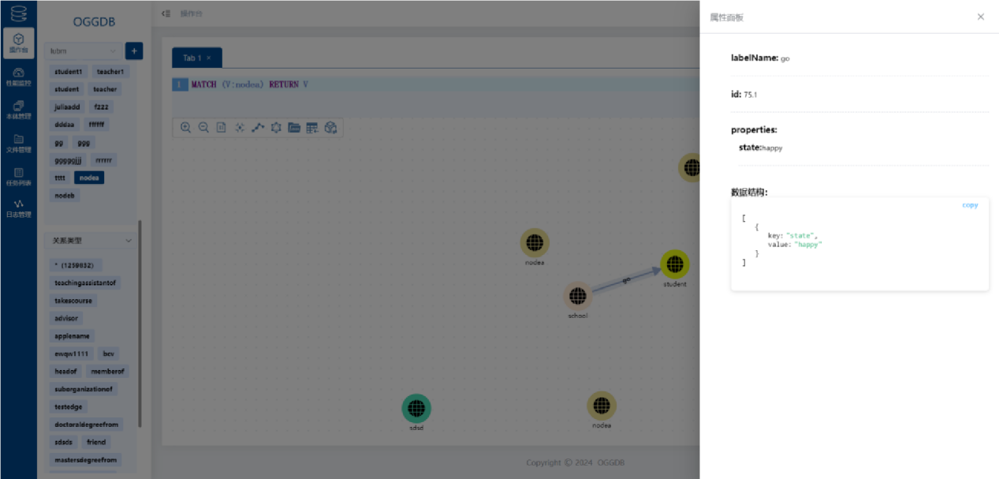 OGGDB
操作台
性能监控
本体管理
文件管理
任务列表
日志管理
lubm
+
student1 teacher1
student teacher
juliaadd f222
dddaa ffffff
gg ggg
gggggjjj rrrrrr
tttt nodea
nodeb
关系类型
* (1259832)
teachingassistantof
takescourse
advisor
applename
ewqw1111 bcv
headof memberof
suborganizationof
testedge
doctoraldegreefrom
sdsds friend
mastersdegreefrom
操作台
Tab 1 ×
1 MATCH (V:nodea) RETURN V
nodea
go
student
school
sdsd
nodea
Copyright © 2024 OGGDB
属性面板
labelName: go
id: 75.1
properties:
state:happy
数据结构:
copy
[
{
key: "state",
value: "happy"
}
]